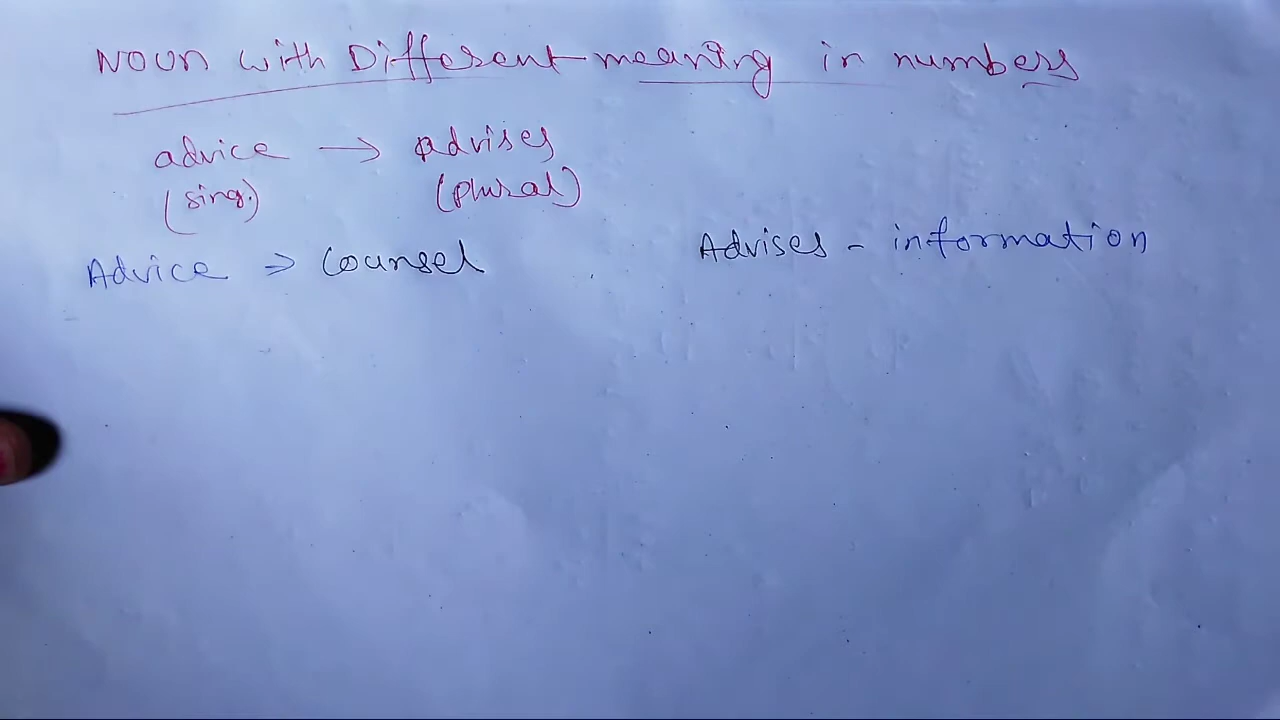 Noun with Different meaning in numbers
advice → advises
(sing.) (plural)
Advice ⇒ Counsel
Advises - information